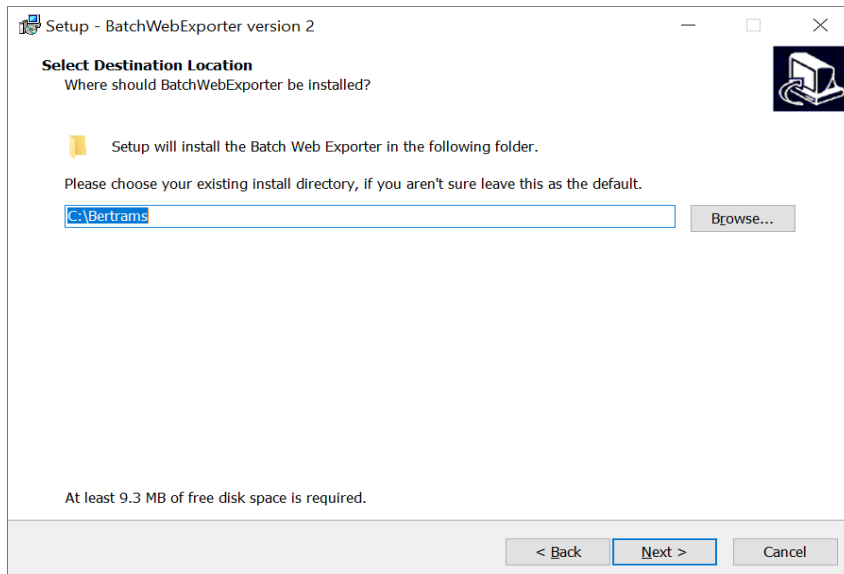 Setup - BatchWebExporter version 2
Select Destination Location
Where should BatchWebExporter be installed?
Setup will install the Batch Web Exporter in the following folder.
Please choose your existing install directory, if you aren't sure leave this as the default.
C:\Bertrams
Browse...
At least 9.3 MB of free disk space is required.
< Back
Next >
Cancel